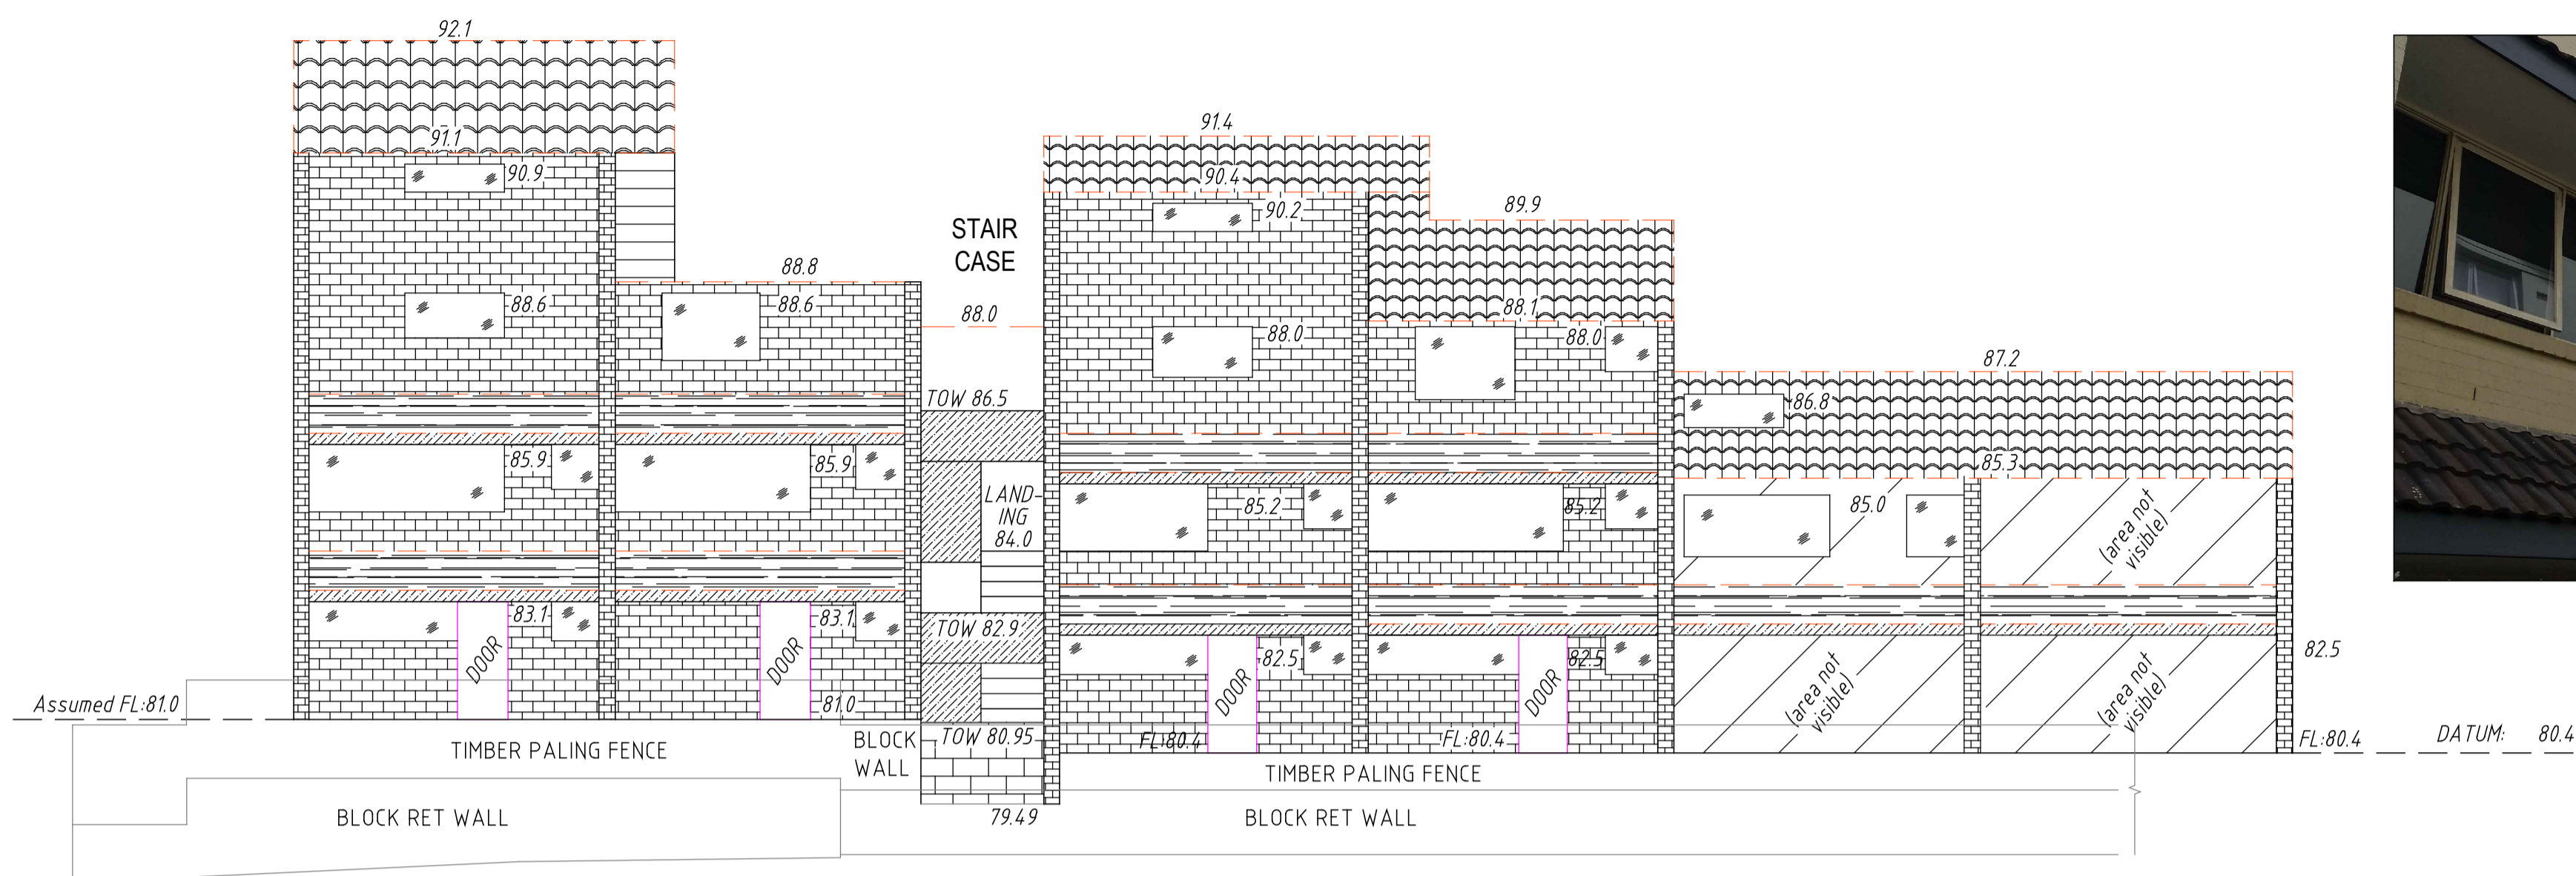 92.1
91.1
90.9
88.6
88.8
88.6
STAIR
CASE
88.0
91.4
90.4
90.2
89.9
88.1
88.0
88.0
87.2
86.8
85.3
TOW 86.5
85.9
85.9
LAND-
ING
84.0
85.2
85.2
85.0
(area not
visible)
83.1
83.1
DOOR
DOOR
TOW 82.9
82.5
82.5
DOOR
DOOR
(area not
visible)
(area not
visible)
82.5
Assumed FL:81.0
81.0
TOW 80.95
FL:80.4
FL:80.4
FL:80.4
DATUM: 80.4
TIMBER PALING FENCE
BLOCK
WALL
TIMBER PALING FENCE
79.49
BLOCK RET WALL
BLOCK RET WALL